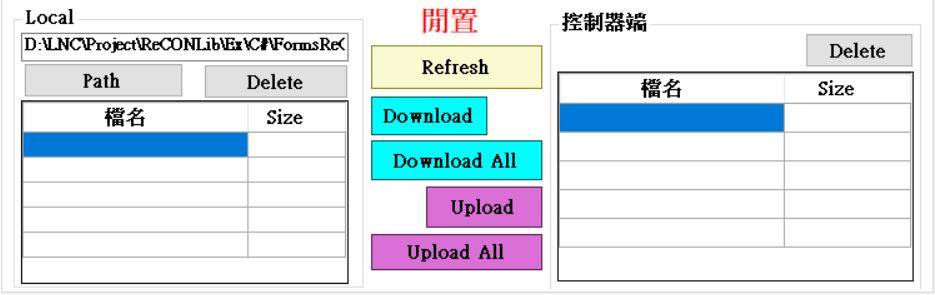 Local
D:\LNC\Project\ReCONLib\Ex\C#\FormsReC
Path
Delete
檔名
Size
閒置
Refresh
Download
Download All
Upload
Upload All
控制器端
Delete
檔名
Size